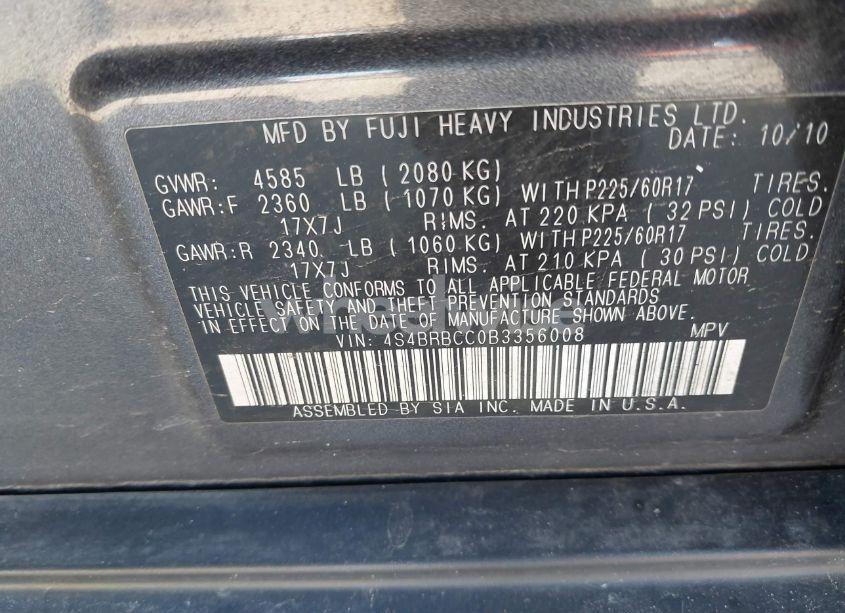 MFD BY FUJI HEAVY INDUSTRIES LTD.
DATE: 10/10
GVWR: 4585 LB ( 2080 KG)
GAWR:F 2360 LB ( 1070 KG) WITH P225/60R17 TIRES.
17X7J RIMS. AT 220 KPA ( 32 PSI) COLD
GAWR:R 2340 LB ( 1060 KG) WITH P225/60R17 TIRES.
17X7J RIMS. AT 210 KPA ( 30 PSI) COLD.
THIS VEHICLE CONFORMS TO ALL APPLICABLE FEDERAL MOTOR
VEHICLE SAFETY AND THEFT PREVENTION STANDARDS
IN EFFECT ON THE DATE OF MANUFACTURE SHOWN ABOVE.
VIN: 4S4BRBCC0B3356008 MPV
ASSEMBLED BY SIA INC. MADE IN U.S.A.